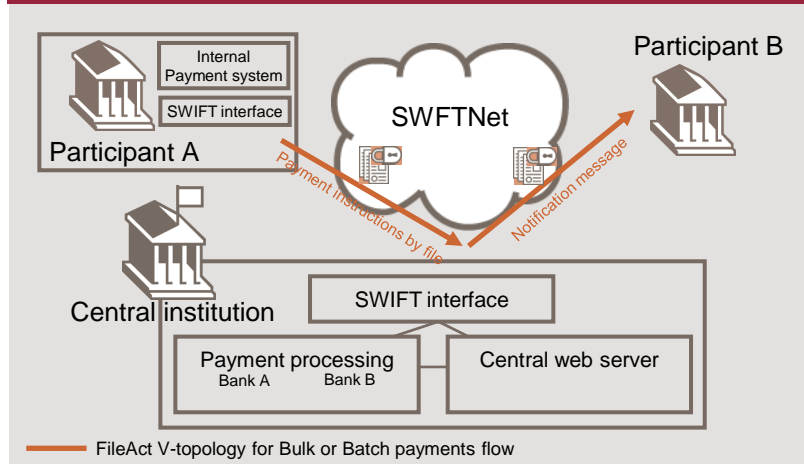 Internal
Payment system
SWIFT interface
Participant A
SWFTNet
Participant B
Payment instructions by file
Notification message
Central institution
SWIFT interface
Payment processing
Bank A Bank B
Central web server
FileAct V-topology for Bulk or Batch payments flow